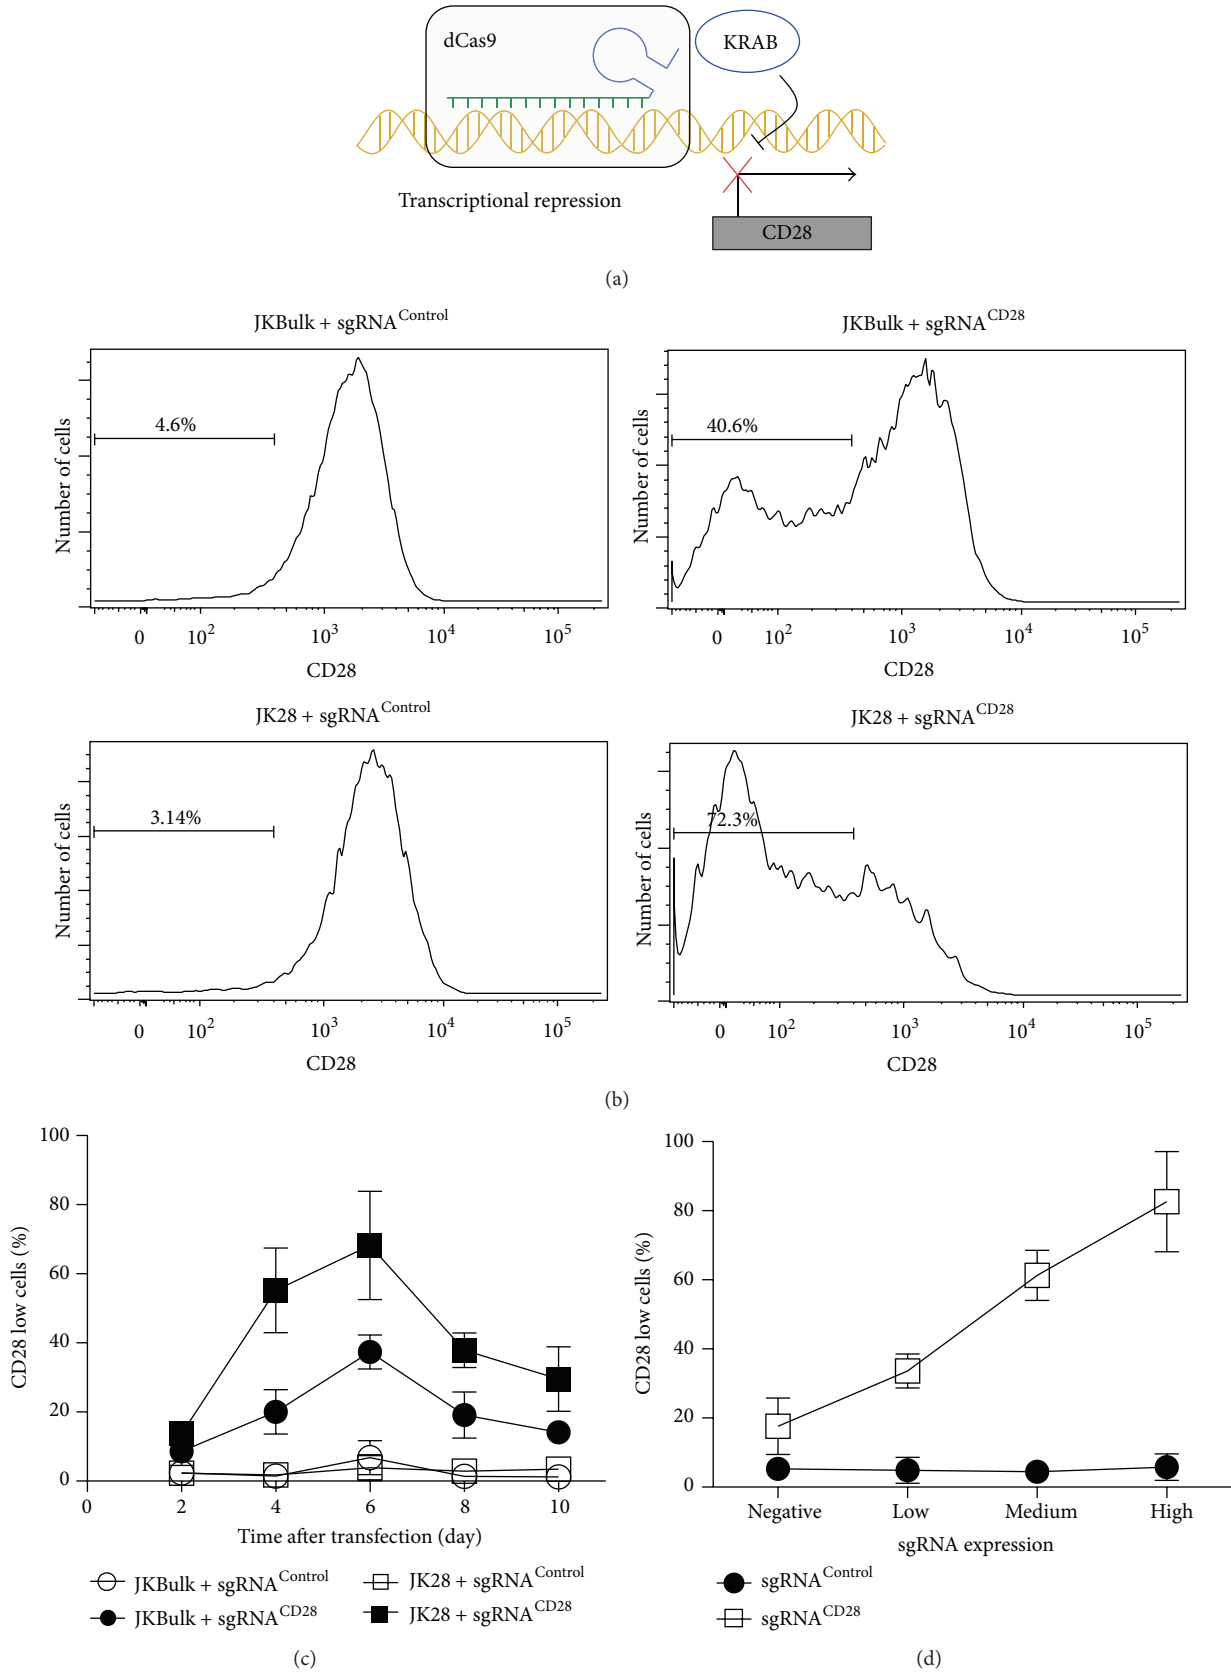 dCas9
KRAB
Transcriptional repression
CD28
(a)
JKBulk + sgRNA^Control
JKBulk + sgRNA^CD28
4.6%
40.6%
Number of cells
Number of cells
0 10^2 10^3 10^4 10^5
0 10^2 10^3 10^4 10^5
CD28
CD28
JK28 + sgRNA^Control
JK28 + sgRNA^CD28
3.14%
72.3%
Number of cells
Number of cells
0 10^2 10^3 10^4 10^5
0 10^2 10^3 10^4 10^5
CD28
CD28
(b)
100
80
60
40
20
0
CD28 low cells (%)
0 2 4 6 8 10
Time after transfection (day)
JKBulk + sgRNA^Control
JK28 + sgRNA^Control
JKBulk + sgRNA^CD28
JK28 + sgRNA^CD28
(c)
100
80
60
40
20
0
CD28 low cells (%)
Negative Low Medium High
sgRNA expression
sgRNA^Control
sgRNA^CD28
(d)